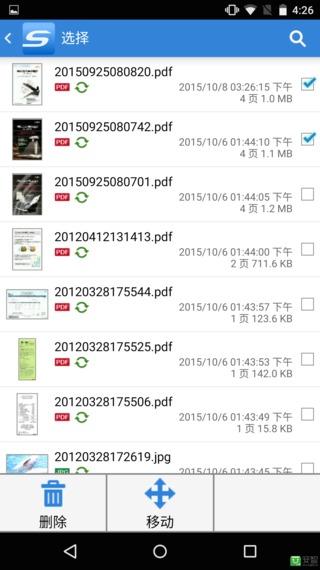 4:26
选择
20150925080820.pdf
PDF
2015/10/8 03:26:15 下午
4 页 1.0 MB
20150925080742.pdf
PDF
2015/10/6 01:44:10 下午
4 页 1.1 MB
20150925080701.pdf
PDF
2015/10/6 01:44:05 下午
4 页 1.2 MB
20120412131413.pdf
PDF
2015/10/6 01:44:00 下午
2 页 711.6 KB
20120328175544.pdf
PDF
2015/10/6 01:43:57 下午
1 页 123.6 KB
20120328175525.pdf
PDF
2015/10/6 01:43:53 下午
1 页 142.0 KB
20120328175506.pdf
PDF
2015/10/6 01:43:49 下午
1 页 15.8 KB
20120328172619.jpg
JPG
2015/10/6 01:43:45 下午
删除
移动